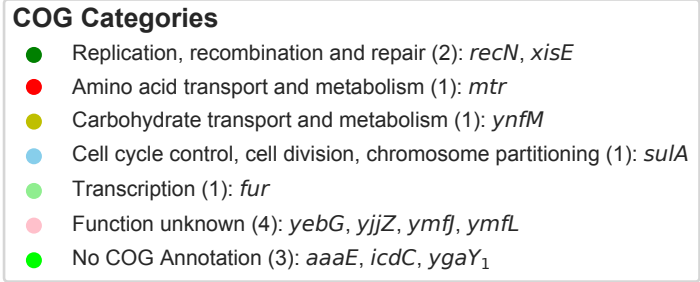 COG Categories
Replication, recombination and repair (2): recN, xisE
Amino acid transport and metabolism (1): mtr
Carbohydrate transport and metabolism (1): ynfM
Cell cycle control, cell division, chromosome partitioning (1): sulA
Transcription (1): fur
Function unknown (4): yebG, yjjZ, ymfJ, ymfL
No COG Annotation (3): aaaE, icdC, ygaY₁